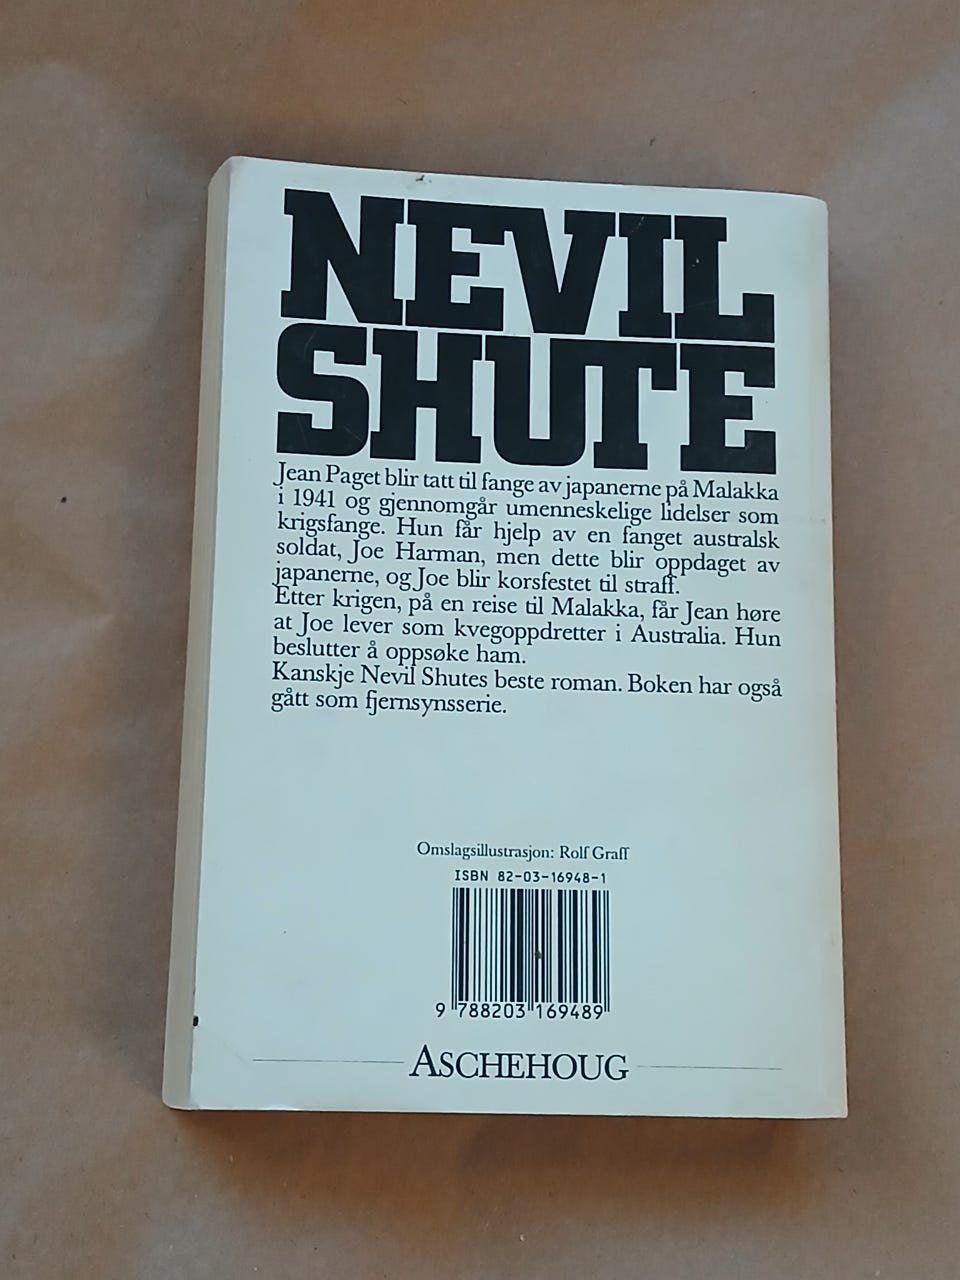 NEVIL
SHUTE
Jean Paget blir tatt til fange av japanerne på Malakka
i 1941 og gjennomgår umenneskelige lidelser som
krigsfange. Hun får hjelp av en fanget australsk
soldat, Joe Harman, men dette blir oppdaget av
japanerne, og Joe blir korsfestet til straff.
Etter krigen, på en reise til Malakka, får Jean høre
at Joe lever som kvegoppdretter i Australia. Hun
beslutter å oppsøke ham.
Kanskje Nevil Shutes beste roman. Boken har også
gått som fjernsynsserie.
Omslagsillustrasjon: Rolf Graff
ISBN 82-03-16948-1
9 788203 169489
ASCHEHOUG